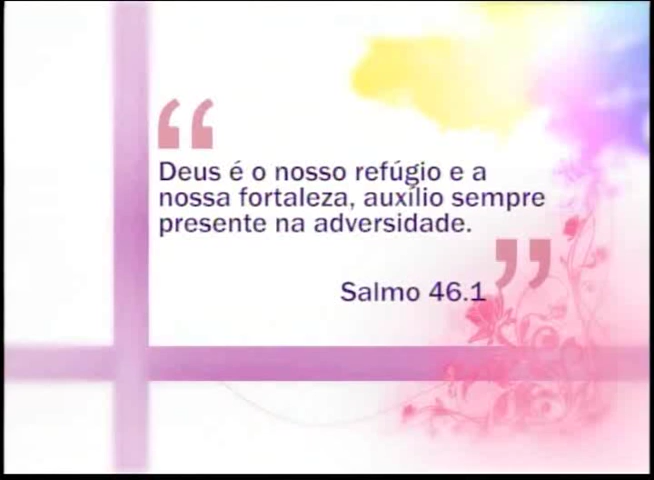 “
Deus é o nosso refúgio e a
nossa fortaleza, auxílio sempre
presente na adversidade.
”
Salmo 46.1